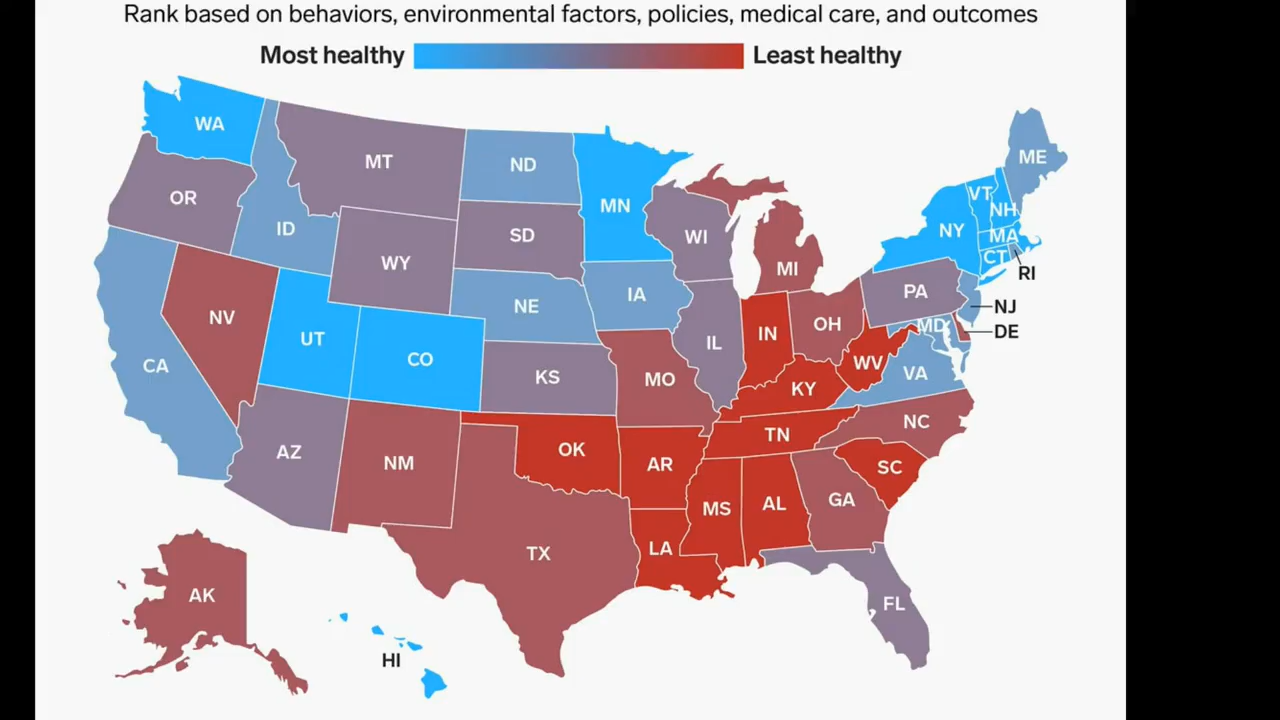 Rank based on behaviors, environmental factors, policies, medical care, and outcomes
Most healthy Least healthy
WA
MT
ND
MN
ME
OR
ID
SD
WI
VT
NH
NY
MA
WY
MI
CT
RI
NE
IA
PA
NJ
NV
UT
CO
IL
IN
OH
MD
DE
CA
KS
MO
WV
VA
KY
AZ
NM
OK
AR
TN
NC
SC
MS
AL
GA
TX
LA
AK
FL
HI